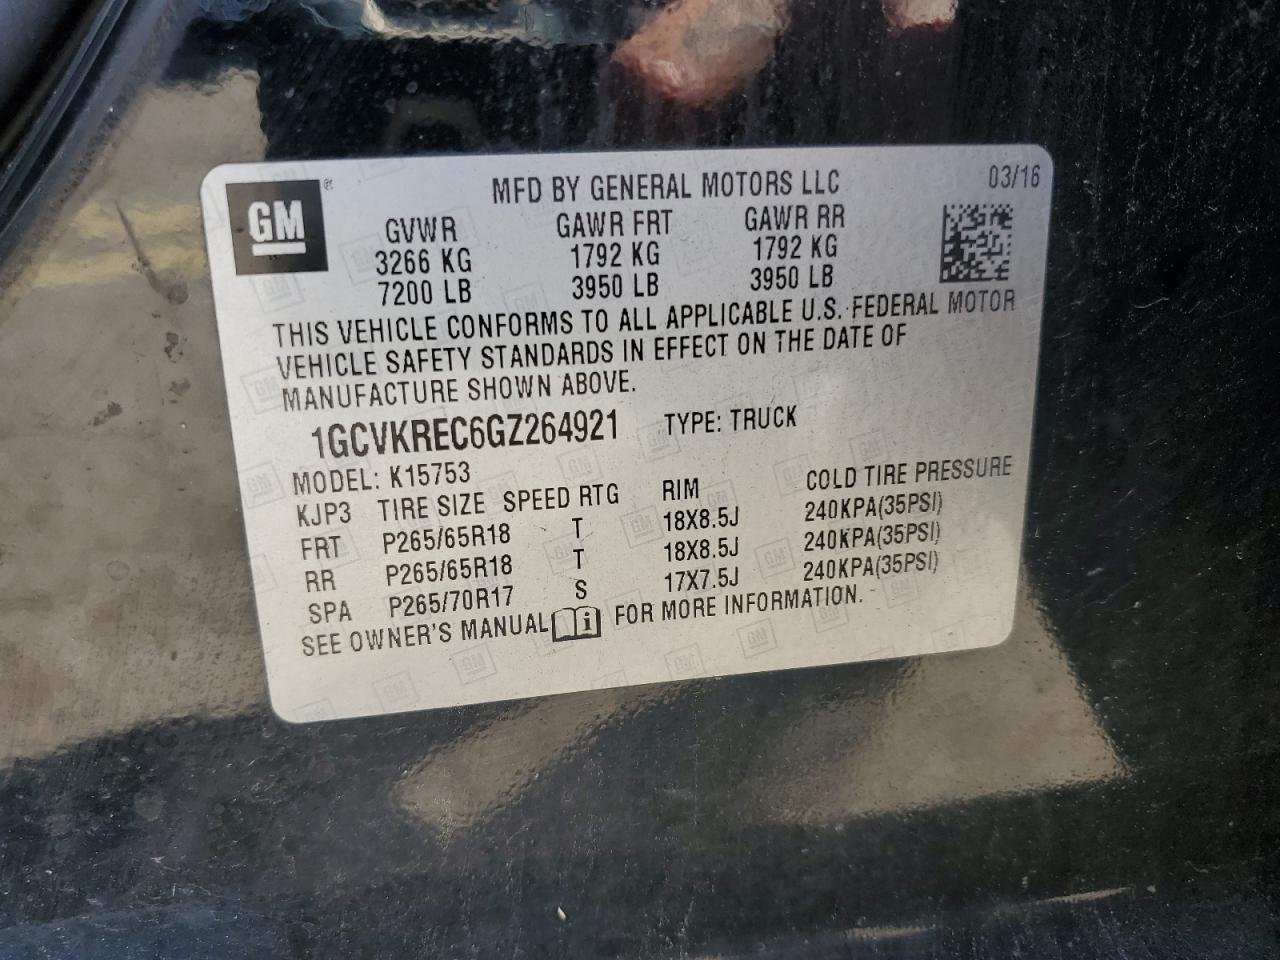 GM ®
MFD BY GENERAL MOTORS LLC 03/16
GVWR GAWR FRT GAWR RR
3266 KG 1792 KG 1792 KG
7200 LB 3950 LB 3950 LB
THIS VEHICLE CONFORMS TO ALL APPLICABLE U.S. FEDERAL MOTOR
VEHICLE SAFETY STANDARDS IN EFFECT ON THE DATE OF
MANUFACTURE SHOWN ABOVE.
1GCVKREC6GZ264921 TYPE: TRUCK
MODEL: K15753
KJP3 TIRE SIZE SPEED RTG RIM COLD TIRE PRESSURE
FRT P265/65R18 T 18X8.5J 240KPA(35PSI)
RR P265/65R18 T 18X8.5J 240KPA(35PSI)
SPA P265/70R17 S 17X7.5J 240KPA(35PSI)
SEE OWNER'S MANUAL i FOR MORE INFORMATION.